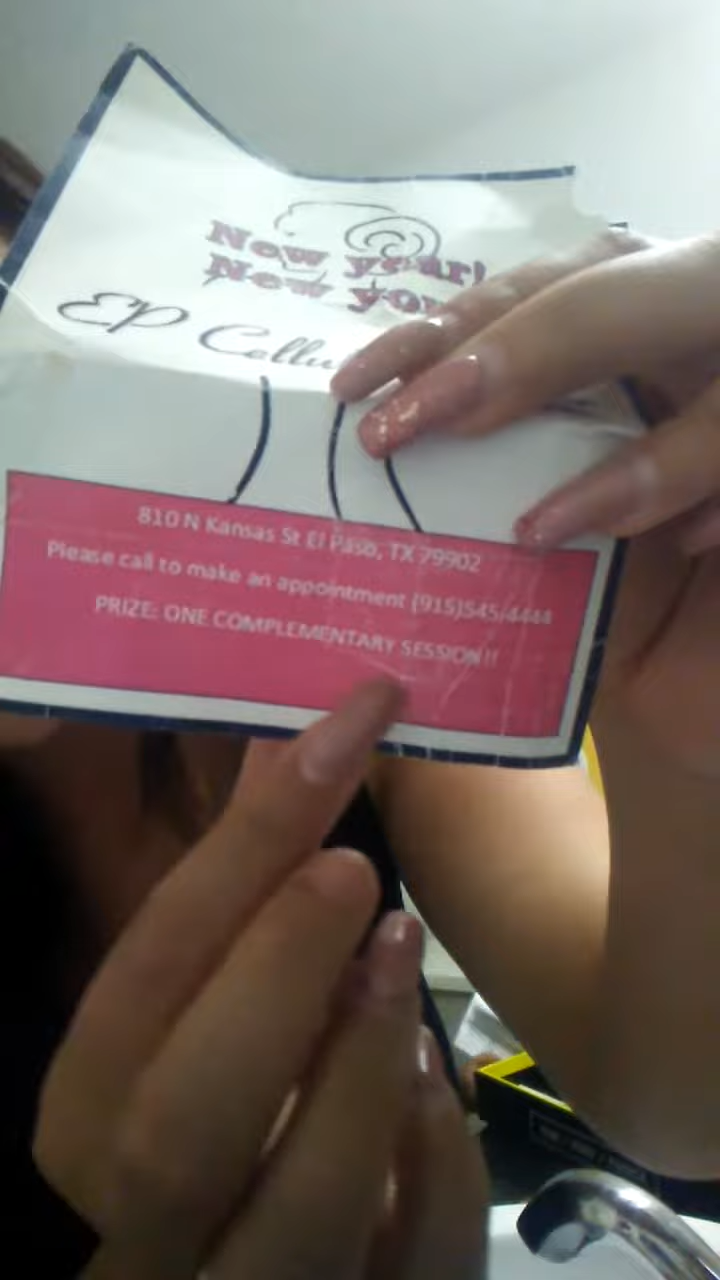 New year!
New you
EP Cellu
810 N Kansas St El Paso, TX 79902
Please call to make an appointment (915)545-4444
PRIZE: ONE COMPLEMENTARY SESSION!!